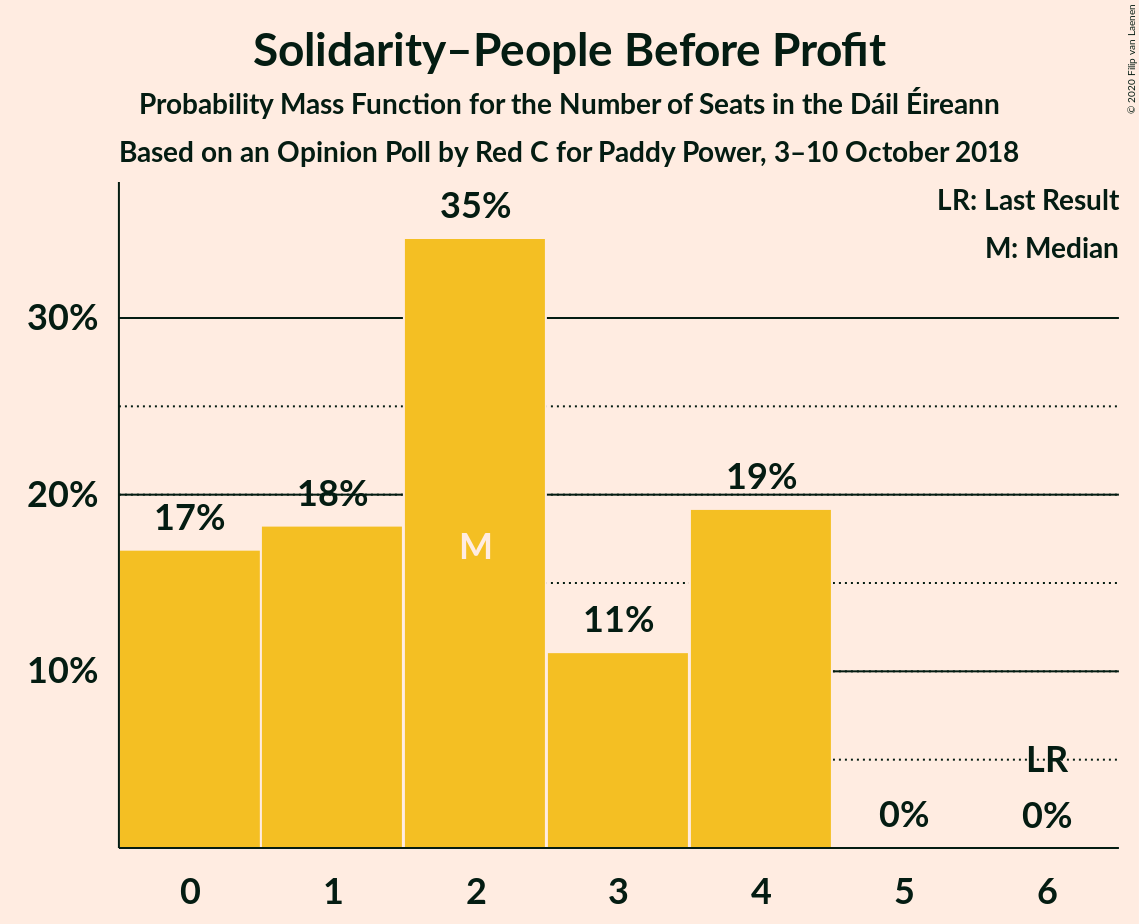 Solidarity–People Before Profit
Probability Mass Function for the Number of Seats in the Dáil Éireann
Based on an Opinion Poll by Red C for Paddy Power, 3–10 October 2018
© 2020 Filip van Laenen
LR: Last Result
M: Median
35%
30%
20%
19%
18%
17%
M
11%
10%
LR
0%
0%
0 1 2 3 4 5 6